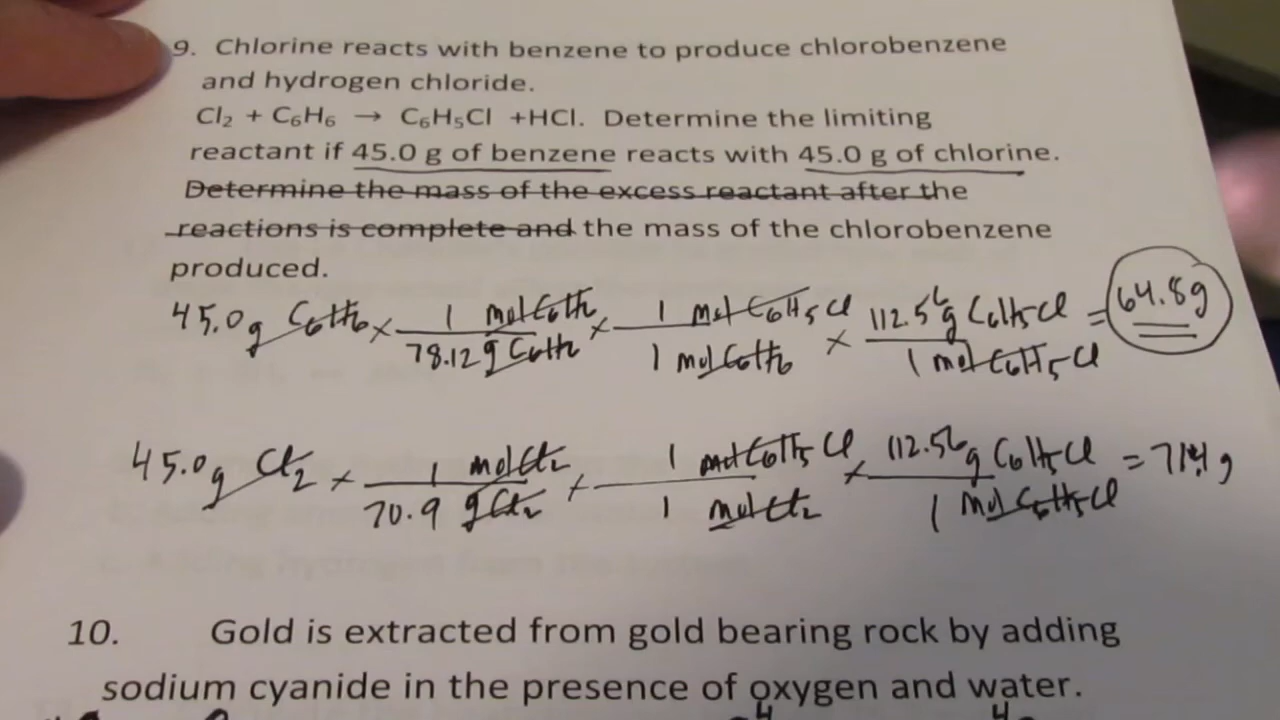 9. Chlorine reacts with benzene to produce chlorobenzene
and hydrogen chloride.
Cl₂ + C₆H₆ → C₆H₅Cl +HCl. Determine the limiting
reactant if 45.0 g of benzene reacts with 45.0 g of chlorine.
Determine the mass of the excess reactant after the
reactions is complete and the mass of the chlorobenzene
produced.
45.0g C₆H₆ × 1 mol C₆H₆ / 78.12 g C₆H₆ × 1 mol C₆H₅Cl / 1 mol C₆H₆ × 112.56 g C₆H₅Cl / 1 mol C₆H₅Cl = 64.8g
45.0g Cl₂ × 1 mol Cl₂ / 70.9 g Cl₂ × 1 mol C₆H₅Cl / 1 mol Cl₂ × 112.56 g C₆H₅Cl / 1 mol C₆H₅Cl = 71.4 g
10. Gold is extracted from gold bearing rock by adding
sodium cyanide in the presence of oxygen and water.